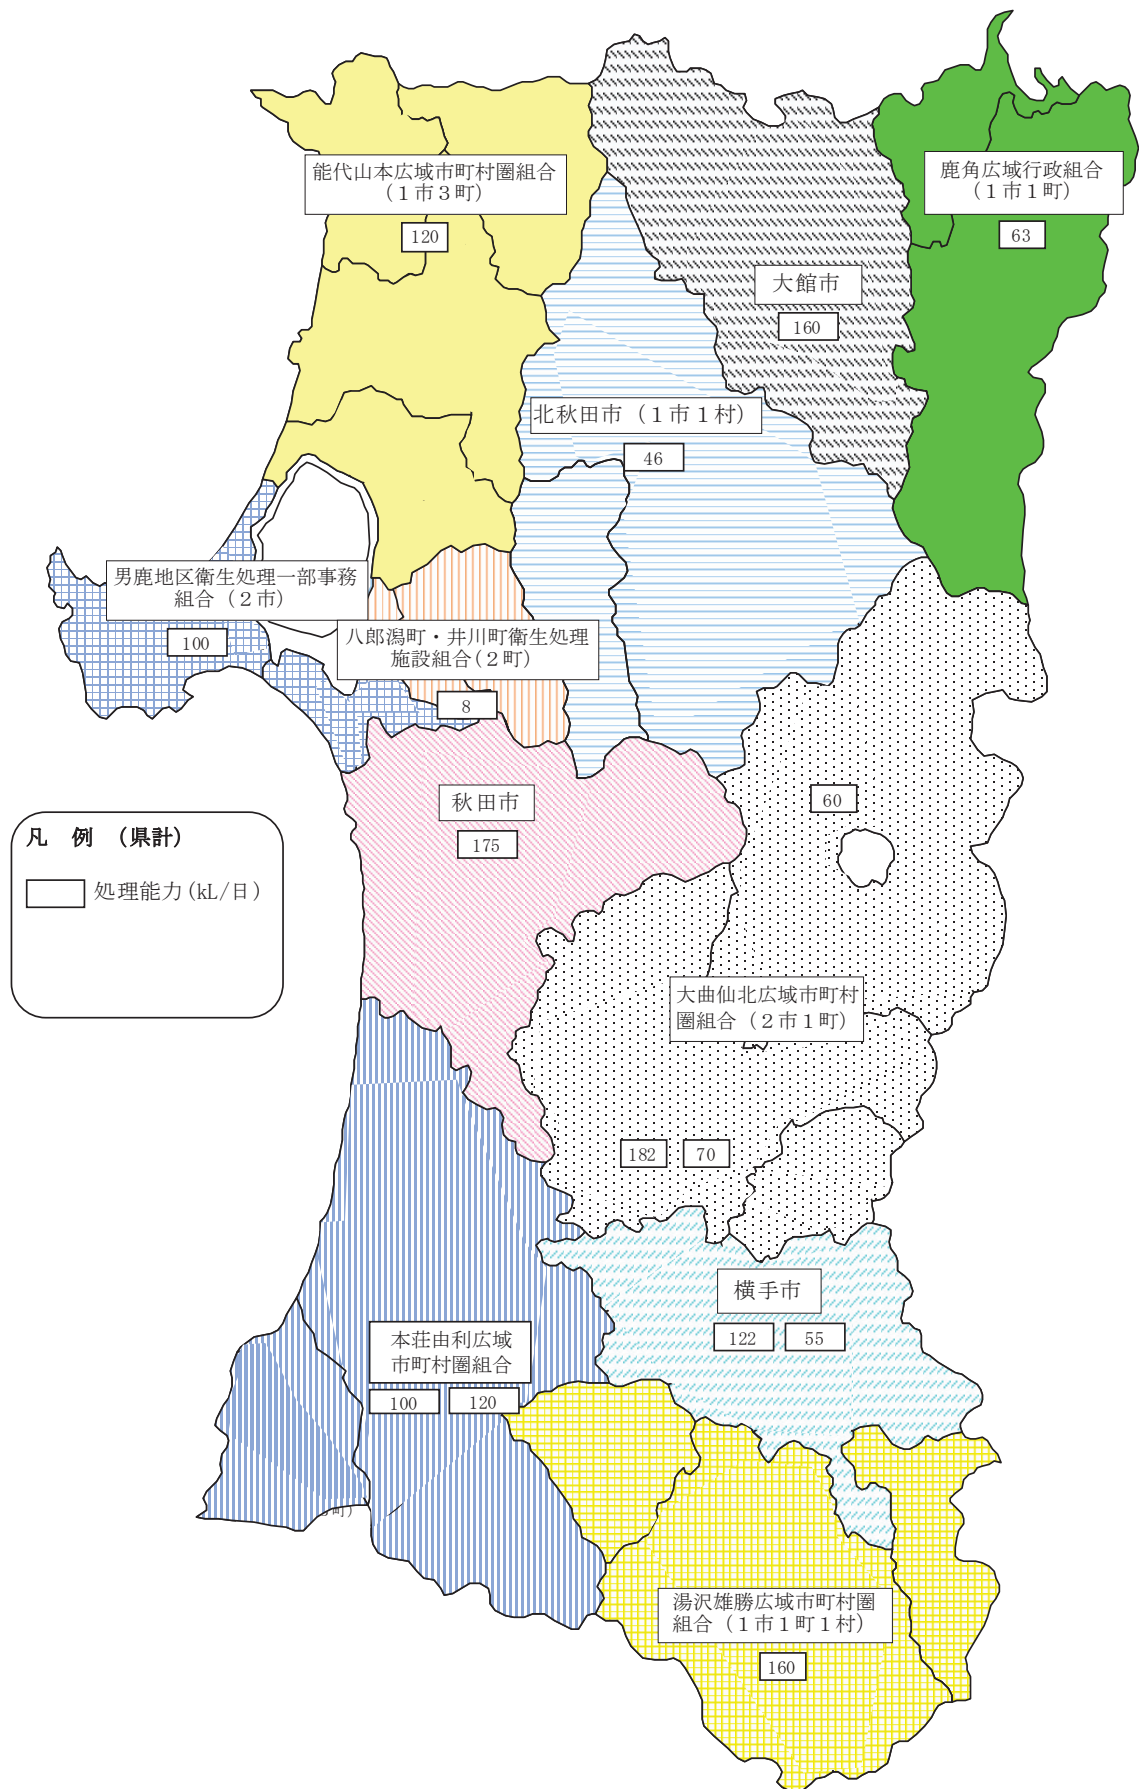 能代山本広域市町村圏組合
（１市３町）
120
鹿角広域行政組合
（１市１町）
63
大館市
160
北秋田市（１市１村）
46
男鹿地区衛生処理一部事務
組合（２市）
100
八郎潟町・井川町衛生処理
施設組合(２町)
8
秋田市
175
60
凡　例　（県計）
処理能力(kL/日)
大曲仙北広域市町村
圏組合（２市１町）
182
70
横手市
122
55
本荘由利広域
市町村圏組合
100
120
町）
湯沢雄勝広域市町村圏
組合（１市１町１村）
160